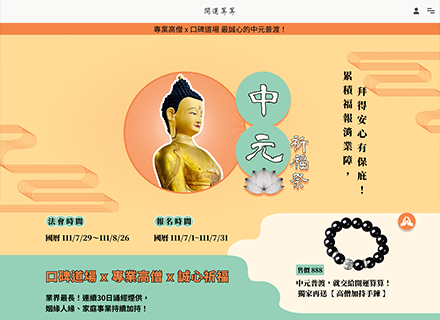 開運算算
專業高僧 x 口碑道場 最誠心的中元普渡！
中元
祈福祭
拜得安心有保庇！
累積福報濟業障，
法會時間
國曆 111/7/29～111/8/26
報名時間
國曆 111/7/1~111/7/31
口碑道場 x 專業高僧 x 誠心祈福
業界最長！連續30日誦經燈供，
姻緣人緣、家庭事業持續加持！
售價 888
中元普渡，就交給開運算算！
獨家再送【 高僧加持手鍊 】